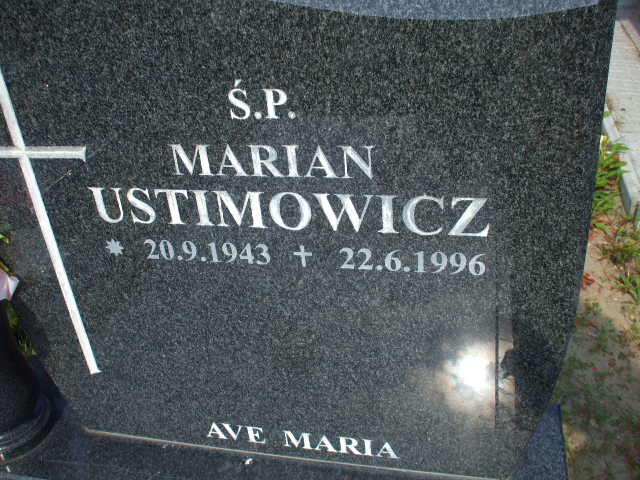 Ś.P.
MARIAN
USTIMOWICZ
* 20.9.1943 † 22.6.1996
AVE MARIA